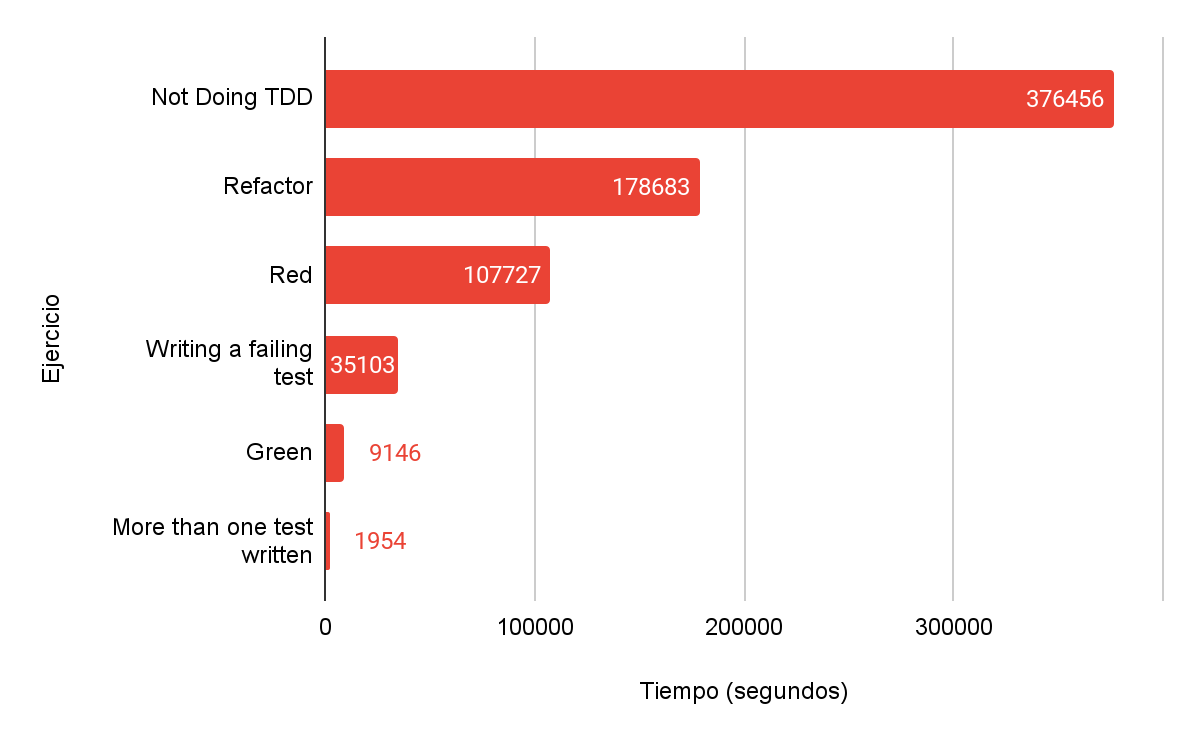 Not Doing TDD
376456
Refactor
178683
Red
107727
Writing a failing
test
35103
Green
9146
More than one test
written
1954
Ejercicio
0
100000
200000
300000
Tiempo (segundos)